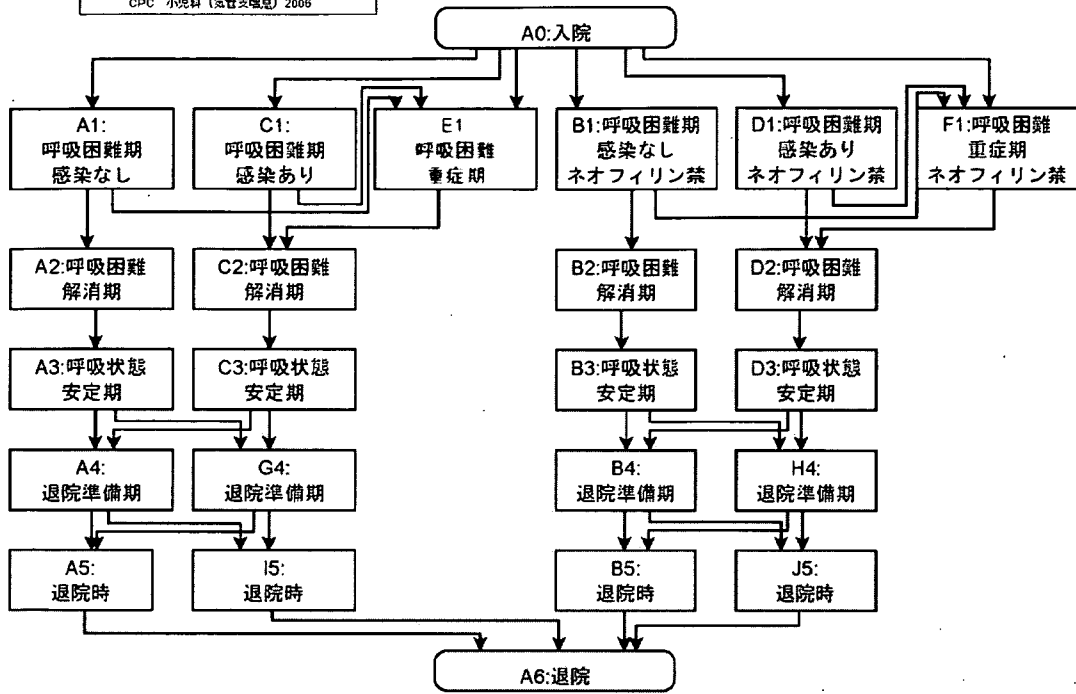 CPC 小児科（気管支喘息）2006
A0:入院
A1:
呼吸困難期
感染なし
C1:
呼吸困難期
感染あり
E1
呼吸困難
重症期
B1:呼吸困難期
感染なし
ネオフィリン禁
D1:呼吸困難期
感染あり
ネオフィリン禁
F1:呼吸困難
重症期
ネオフィリン禁
A2:呼吸困難
解消期
C2:呼吸困難
解消期
B2:呼吸困難
解消期
D2:呼吸困難
解消期
A3:呼吸状態
安定期
C3:呼吸状態
安定期
B3:呼吸状態
安定期
D3:呼吸状態
安定期
A4:
退院準備期
G4:
退院準備期
B4:
退院準備期
H4:
退院準備期
A5:
退院時
I5:
退院時
B5:
退院時
J5:
退院時
A6:退院